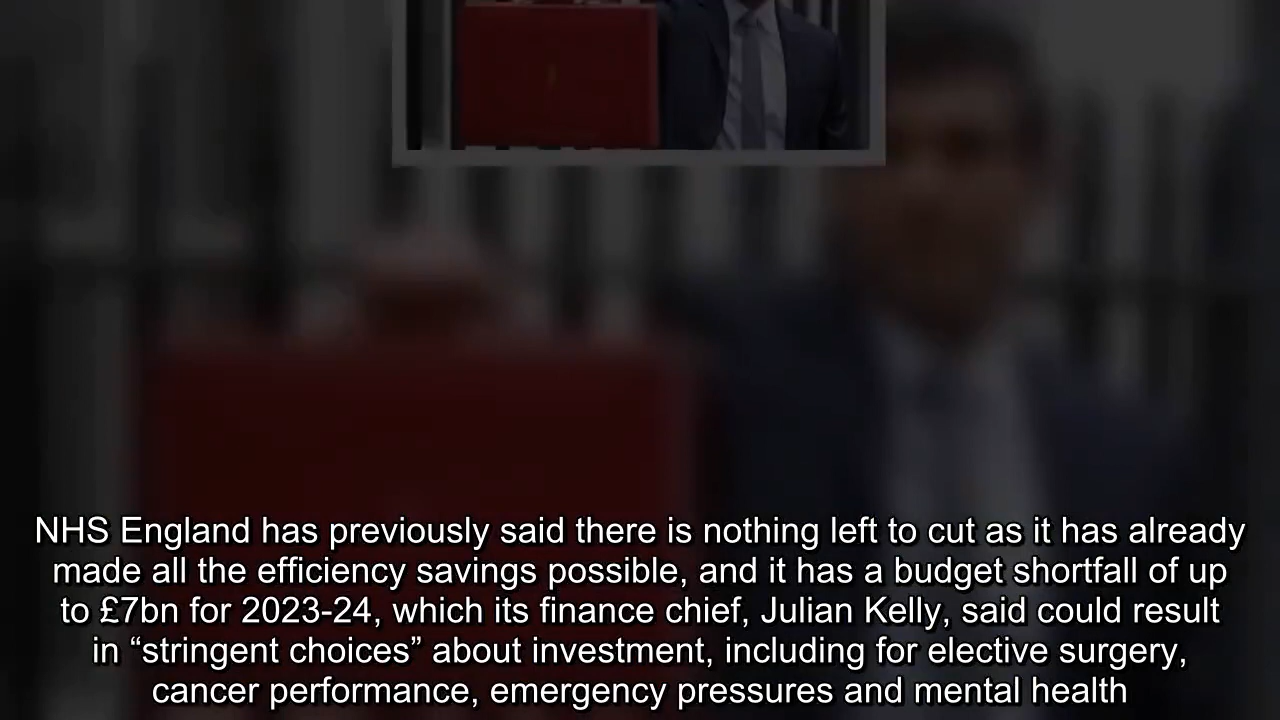 NHS England has previously said there is nothing left to cut as it has already
made all the efficiency savings possible, and it has a budget shortfall of up
to £7bn for 2023-24, which its finance chief, Julian Kelly, said could result
in “stringent choices” about investment, including for elective surgery,
cancer performance, emergency pressures and mental health